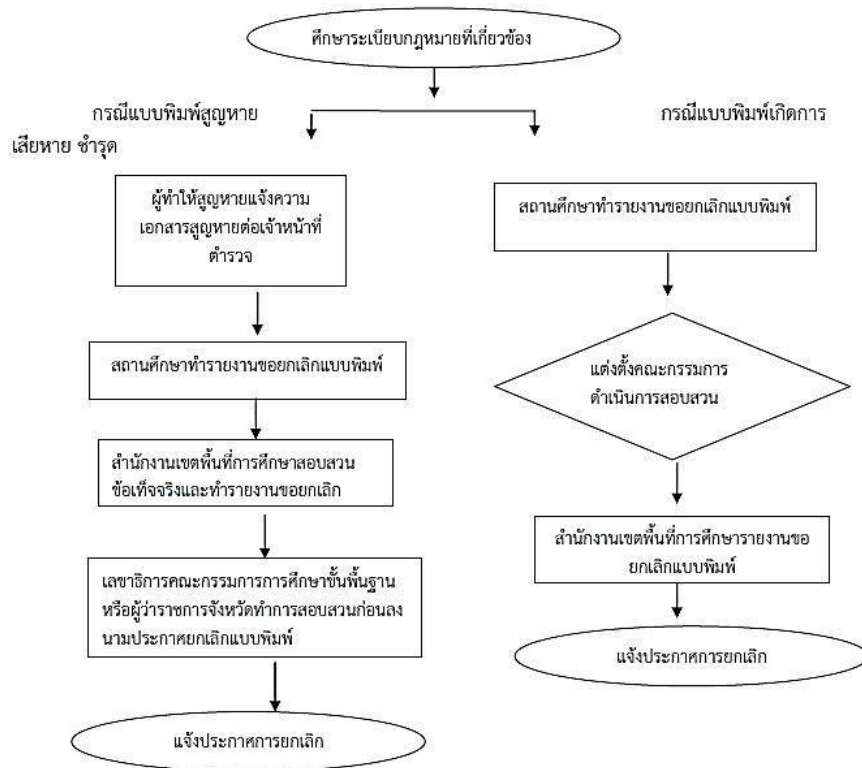 ศึกษาระเบียบกฎหมายที่เกี่ยวข้อง
กรณีแบบพิมพ์สูญหาย
กรณีแบบพิมพ์เกิดการ
เสียหาย ชำรุด
ผู้ทำให้สูญหายแจ้งความ
เอกสารสูญหายต่อเจ้าหน้าที่
ตำรวจ
สถานศึกษาทำรายงานขอยกเลิกแบบพิมพ์
สำนักงานเขตพื้นที่การศึกษาสอบสวน
ข้อเท็จจริงและทำรายงานขอยกเลิก
เลขาธิการคณะกรรมการการศึกษาขั้นพื้นฐาน
หรือผู้ว่าราชการจังหวัดทำการสอบสวนก่อนลง
นามประกาศยกเลิกแบบพิมพ์
แจ้งประกาศการยกเลิก
สถานศึกษาทำรายงานขอยกเลิกแบบพิมพ์
แต่งตั้งคณะกรรมการ
ดำเนินการสอบสวน
สำนักงานเขตพื้นที่การศึกษารายงานขอ
ยกเลิกแบบพิมพ์
แจ้งประกาศการยกเลิก